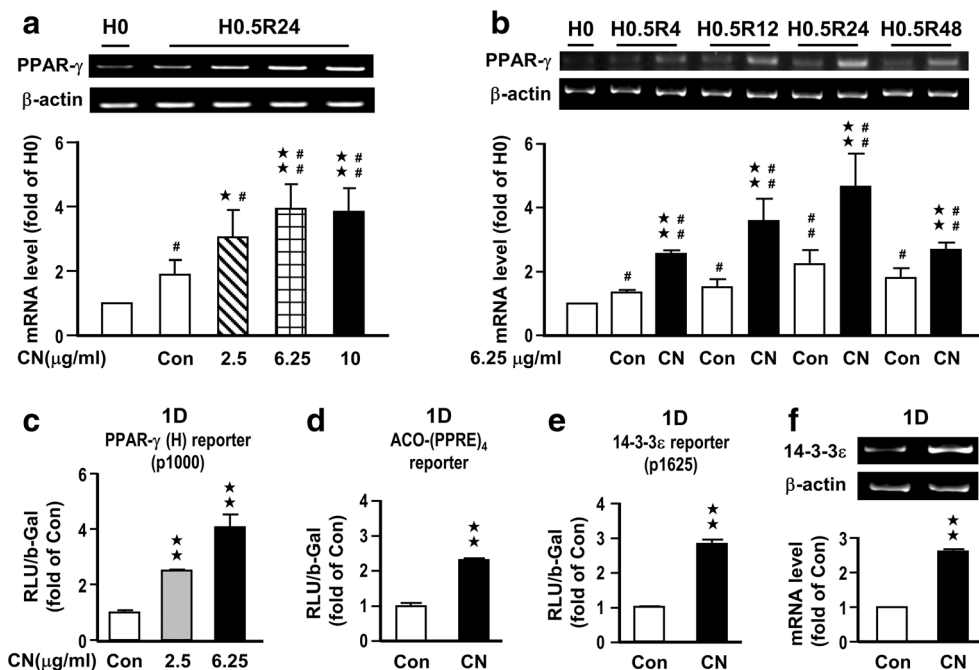 a
H0 H0.5R24
PPAR-γ
β-actin
mRNA level (fold of H0)
6
4
2
0
#
★ #
★ #
★ #
★ #
★ #
CN(μg/ml) Con 2.5 6.25 10
b
H0 H0.5R4 H0.5R12 H0.5R24 H0.5R48
PPAR-γ
β-actin
mRNA level (fold of H0)
6
4
2
0
#
★ #
★ #
#
★ #
★ #
#
#
★ #
★ #
#
★ #
★ #
6.25 μg/ml Con CN Con CN Con CN Con CN
c
1D
PPAR-γ (H) reporter
(p1000)
RLU/b-Gal
(fold of Con)
6
4
2
0
★
★
★
★
CN(μg/ml) Con 2.5 6.25
d
1D
ACO-(PPRE)4
reporter
RLU/b-Gal
(fold of Con)
3
2
1
0
★
★
Con CN
e
1D
14-3-3ε reporter
(p1625)
RLU/b-Gal
(fold of Con)
4
3
2
1
0
★
★
Con CN
f
1D
14-3-3ε
β-actin
mRNA level
(fold of Con)
3
2
1
0
★
★
Con CN